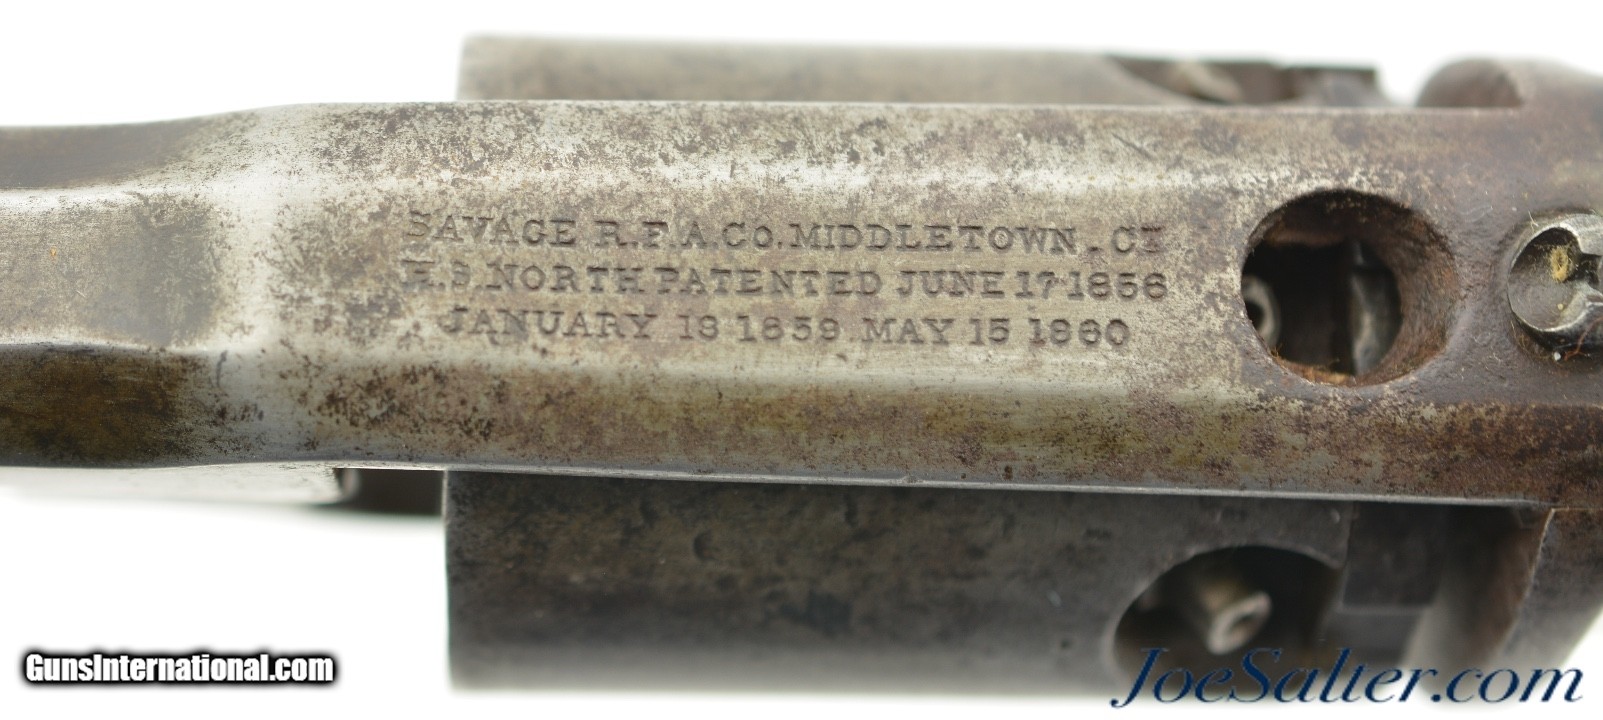 SAVAGE R.F.A.CO. MIDDLETOWN. CT
H.S. NORTH PATENTED JUNE 17 1856
JANUARY 18 1859 MAY 15 1860
GunsInternational.com
JoeSalter.com